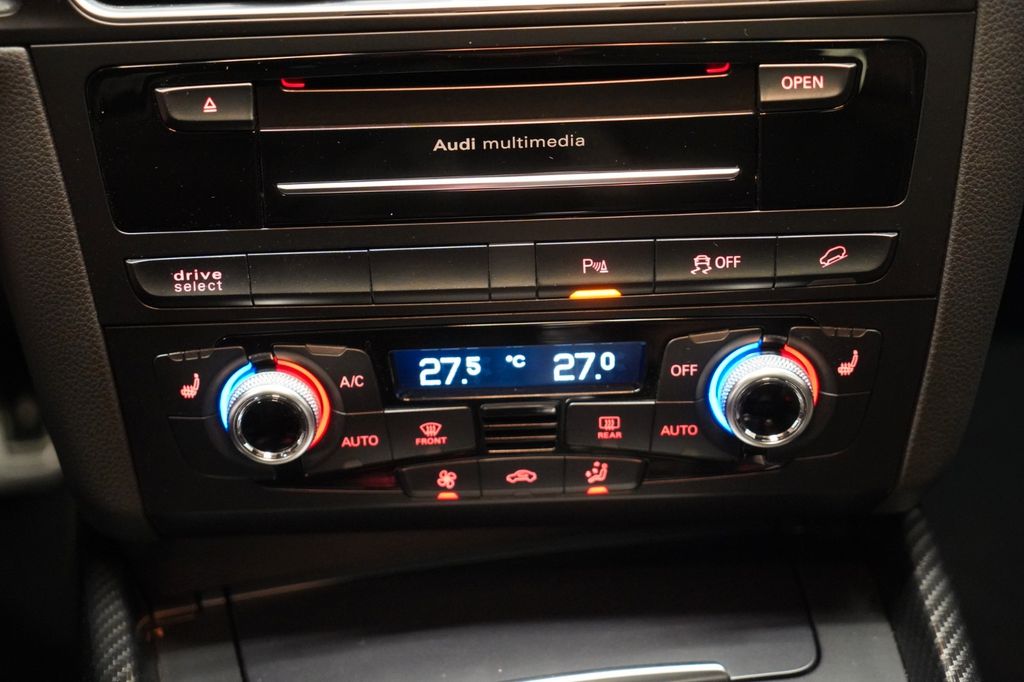 OPEN
Audi multimedia
drive
select
P
OFF
27.5 °C 27.0
A/C
OFF
AUTO
FRONT
REAR
AUTO